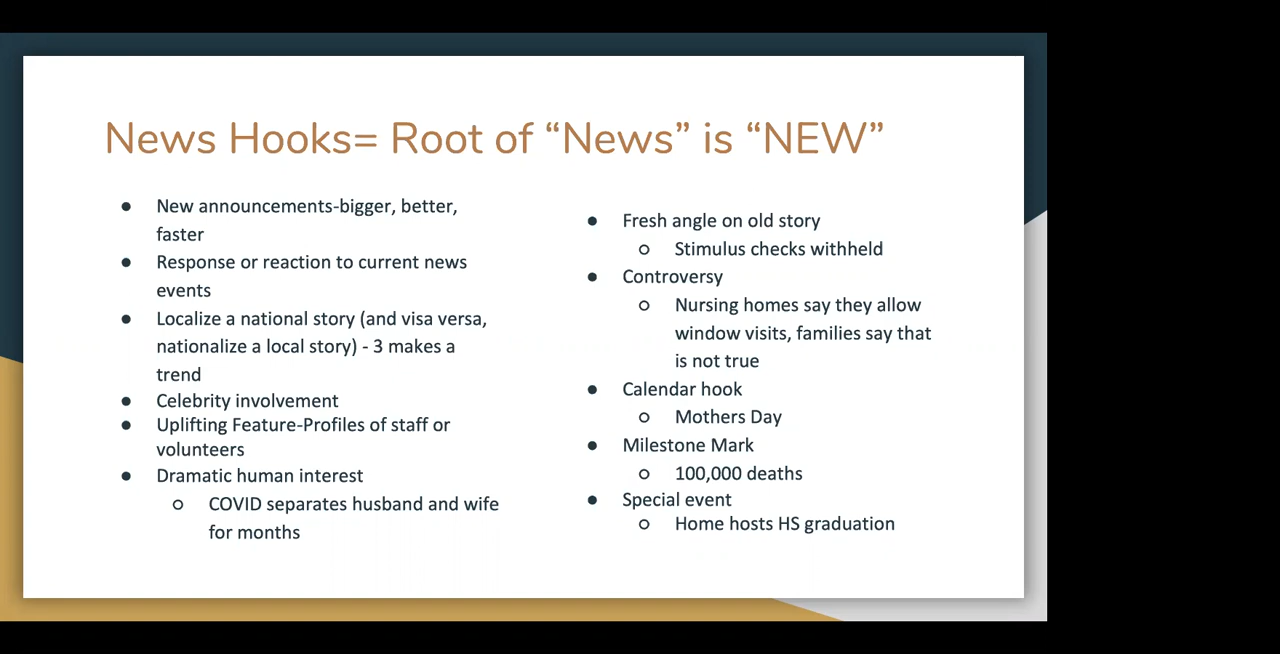 News Hooks= Root of “News” is “NEW”
● New announcements-bigger, better,
faster
● Response or reaction to current news
events
● Localize a national story (and visa versa,
nationalize a local story) - 3 makes a
trend
● Celebrity involvement
● Uplifting Feature-Profiles of staff or
volunteers
● Dramatic human interest
○ COVID separates husband and wife
for months
● Fresh angle on old story
○ Stimulus checks withheld
● Controversy
○ Nursing homes say they allow
window visits, families say that
is not true
● Calendar hook
○ Mothers Day
● Milestone Mark
○ 100,000 deaths
● Special event
○ Home hosts HS graduation